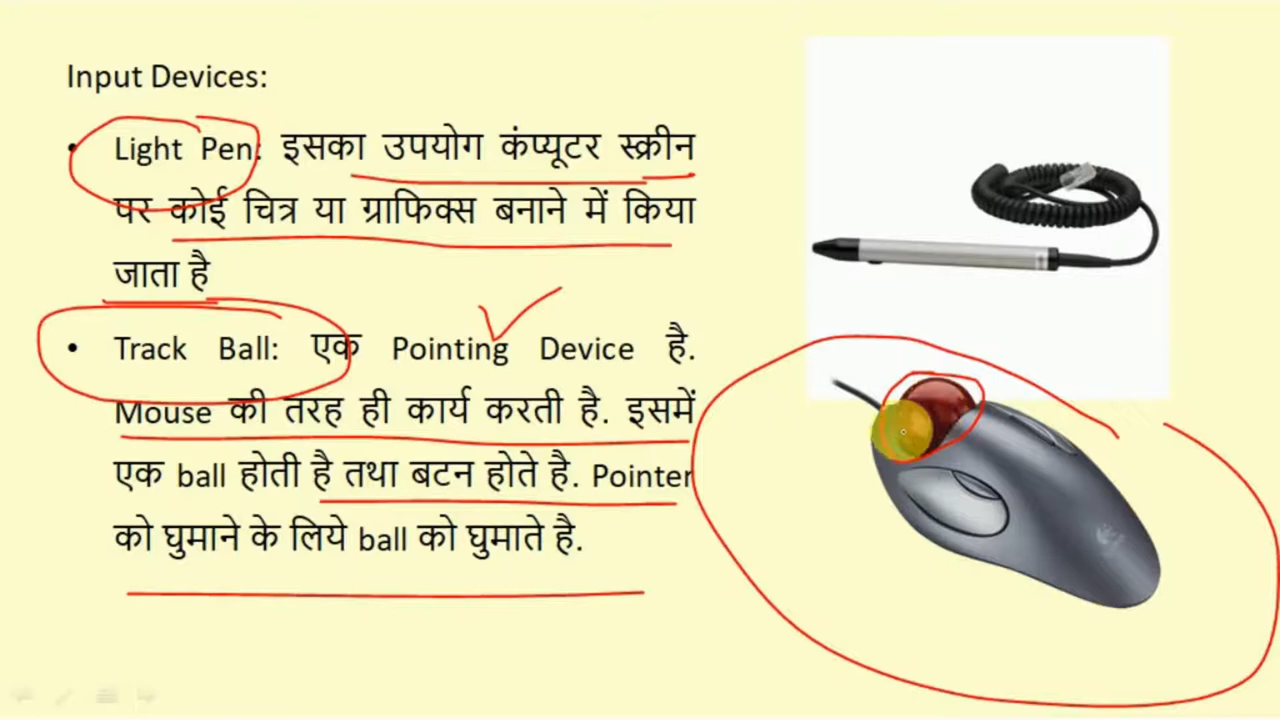 Input Devices:
• Light Pen: इसका उपयोग कंप्यूटर स्क्रीन
पर कोई चित्र या ग्राफिक्स बनाने में किया
जाता है
• Track Ball: एक Pointing Device है.
Mouse की तरह ही कार्य करती है. इसमें
एक ball होती है तथा बटन होते है. Pointer
को घुमाने के लिये ball को घुमाते है.